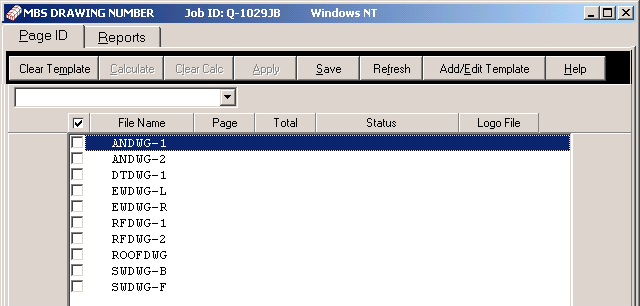 MBS DRAWING NUMBER Job ID: Q-1029JB Windows NT
Page ID Reports
Clear Template Calculate Clear Calc Apply Save Refresh Add/Edit Template Help
File Name Page Total Status Logo File
ANDWG-1
ANDWG-2
DTDWG-1
EWDWG-L
EWDWG-R
RFDWG-1
RFDWG-2
ROOFDWG
SWDWG-B
SWDWG-F